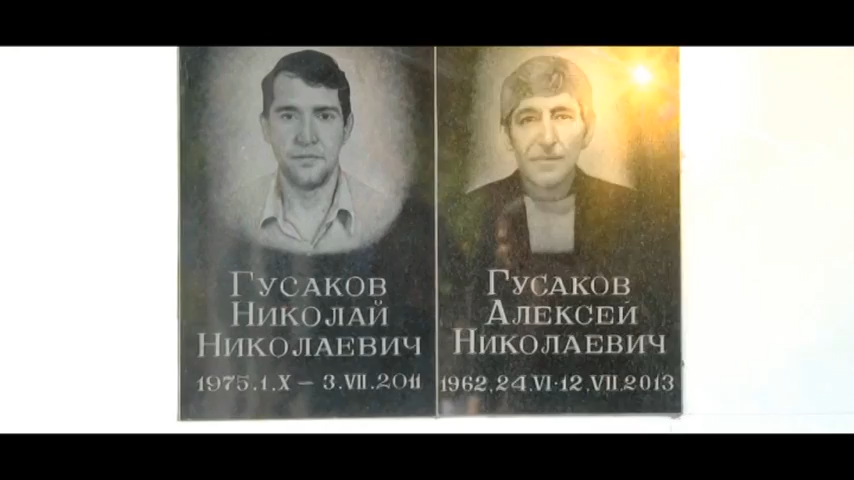 Гусаков
Николай
Николаевич
1975.1.X – 3.VII.2011
Гусаков
Алексей
Николаевич
1962.24.VI-12.VII.2013